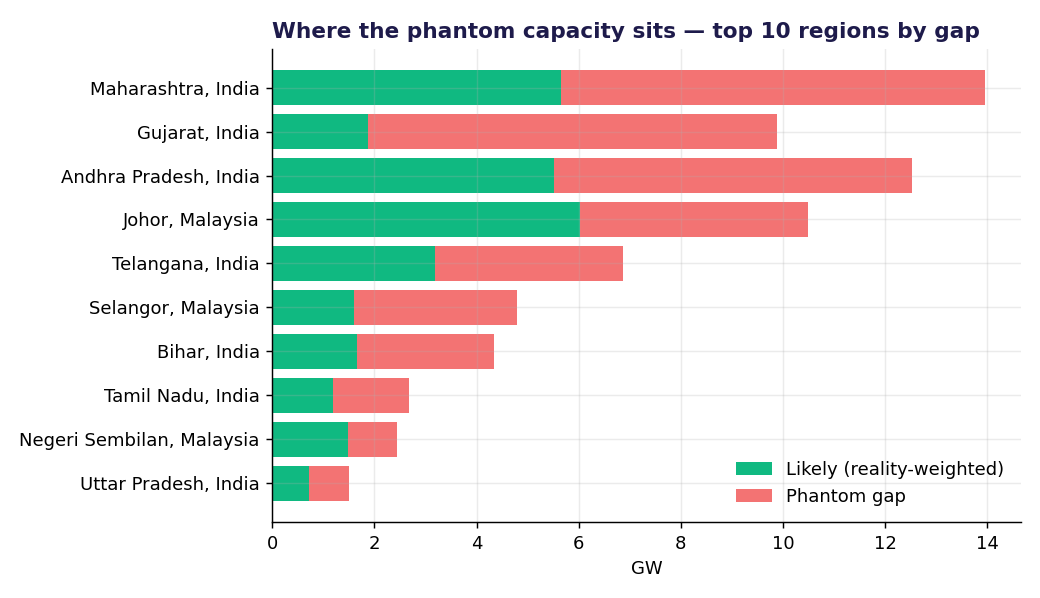 Where the phantom capacity sits — top 10 regions by gap
Maharashtra, India
Gujarat, India
Andhra Pradesh, India
Johor, Malaysia
Telangana, India
Selangor, Malaysia
Bihar, India
Tamil Nadu, India
Negeri Sembilan, Malaysia
Uttar Pradesh, India
Likely (reality-weighted)
Phantom gap
0 2 4 6 8 10 12 14
GW